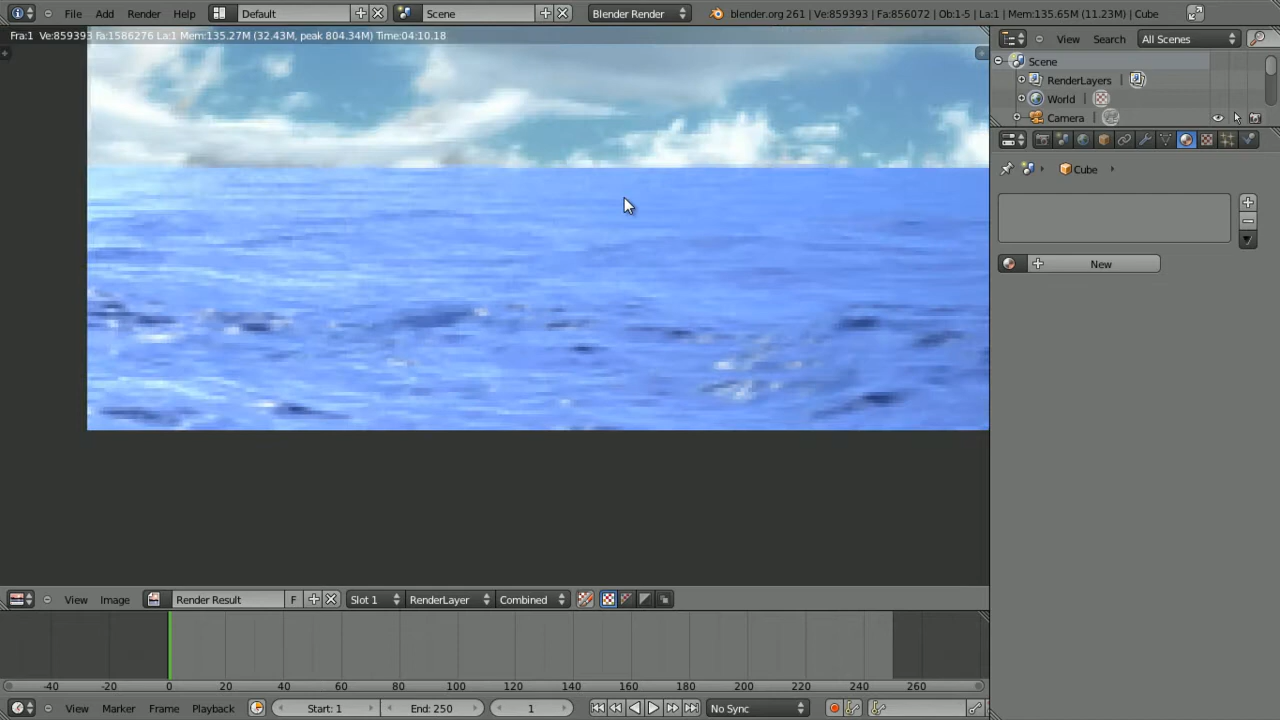 File Add Render Help Default Scene Blender Render blender.org 261 | Ve:859393 | Fa:856072 | Ob:1-5 | La:1 | Mem:135.65M (11.23M) | Cube
Fra:1 Ve:859393 Fa:1586276 La:1 Mem:135.27M (32.43M, peak 804.34M) Time:04:10.18
View Search All Scenes
Scene
RenderLayers |
World |
Camera |
Cube
New
View Image Render Result F Slot 1 RenderLayer Combined
-40 -20 0 20 40 60 80 100 120 140 160 180 200 220 240 260
View Marker Frame Playback Start: 1 End: 250 1 No Sync